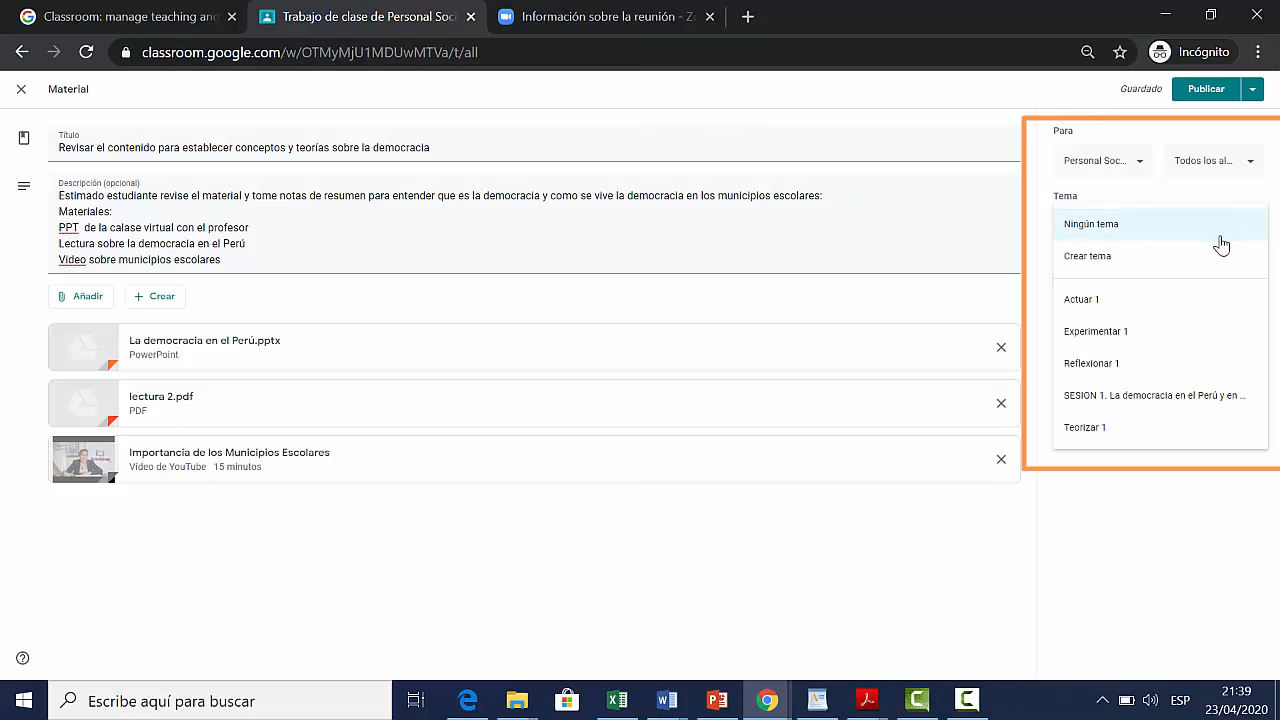 Classroom: manage teaching and
Trabajo de clase de Personal Soc
Información sobre la reunión - Zo
classroom.google.com/w/OTMyMjU1MDUwMTVa/t/all
Incógnito
Material
Guardado
Publicar
Título
Revisar el contenido para establecer conceptos y teorías sobre la democracia
Descripción (opcional)
Estimado estudiante revise el material y tome notas de resumen para entender que es la democracia y como se vive la democracia en los municipios escolares:
Materiales:
PPT de la calase virtual con el profesor
Lectura sobre la democracia en el Perú
Video sobre municipios escolares
Añadir
Crear
La democracia en el Perú.pptx
PowerPoint
lectura 2.pdf
PDF
Importancia de los Municipios Escolares
Vídeo de YouTube 15 minutos
Para
Personal Soc...
Todos los al...
Tema
Ningún tema
Crear tema
Actuar 1
Experimentar 1
Reflexionar 1
SESION 1. La democracia en el Perú y en ...
Teorizar 1
Escribe aquí para buscar
ESP
21:39
23/04/2020